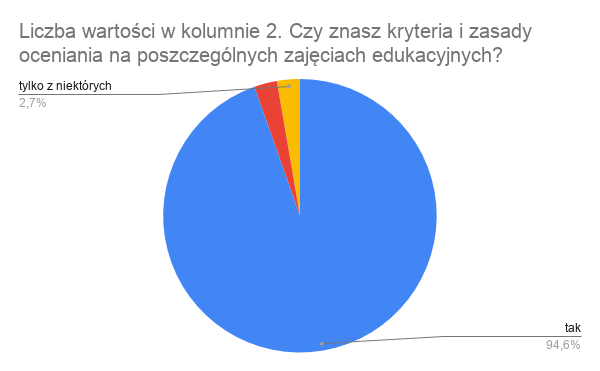 Liczba wartości w kolumnie 2. Czy znasz kryteria i zasady
oceniania na poszczególnych zajęciach edukacyjnych?
tylko z niektórych
2,7%
tak
94,6%